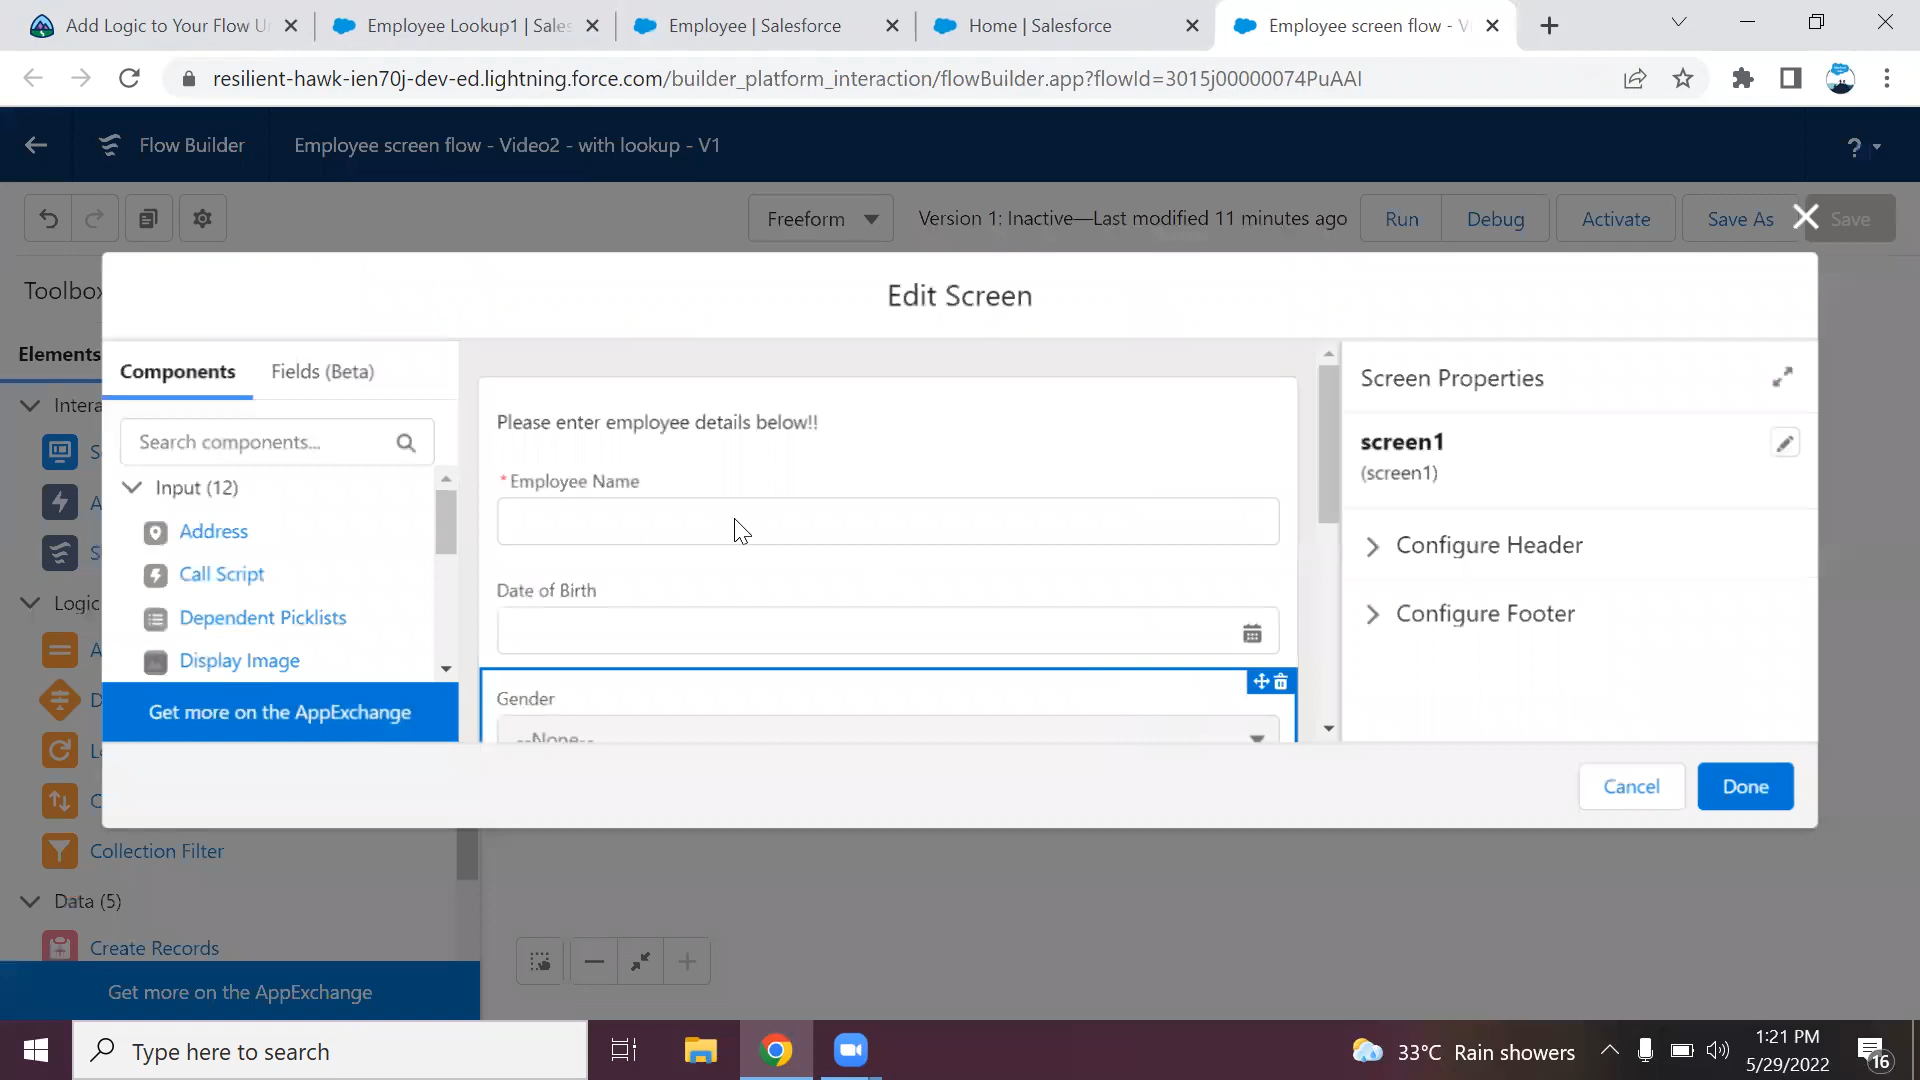 Add Logic to Your Flow Ur
Employee Lookup1 | Sales
Employee | Salesforce
Home | Salesforce
Employee screen flow - V
resilient-hawk-ien70j-dev-ed.lightning.force.com/builder_platform_interaction/flowBuilder.app?flowId=3015j00000074PuAAI
Flow Builder
Employee screen flow - Video2 - with lookup - V1
?
Freeform
Version 1: Inactive—Last modified 11 minutes ago
Run
Debug
Activate
Save As
Save
Toolbox
Edit Screen
Elements
Components
Fields (Beta)
Screen Properties
Intera
Search components...
Please enter employee details below!!
screen1
(screen1)
S
Input (12)
* Employee Name
A
Address
Configure Header
S
Call Script
Date of Birth
Logic
Dependent Picklists
Configure Footer
A
Display Image
D
Get more on the AppExchange
Gender
--None--
L
C
Cancel
Done
Collection Filter
Data (5)
Create Records
Get more on the AppExchange
Type here to search
33°C Rain showers
1:21 PM
5/29/2022
16